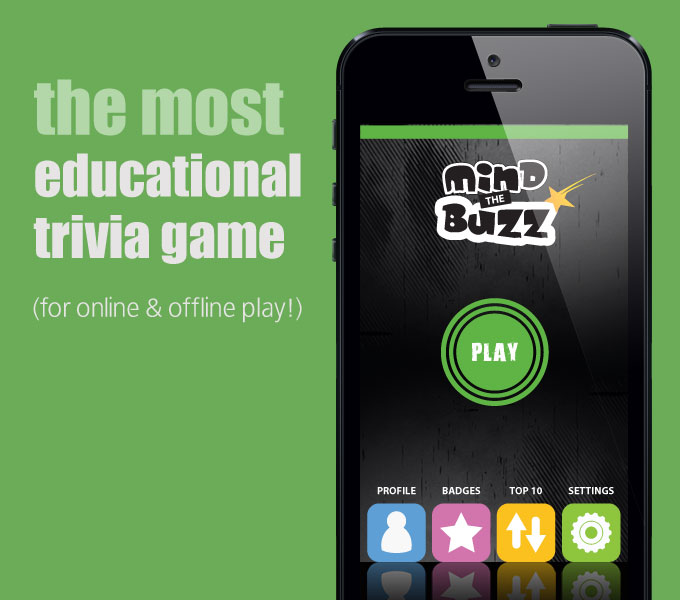 the most
educational
trivia game
(for online & offline play!)
minD
THE
BuZZ
PLAY
PROFILE BADGES TOP 10 SETTINGS